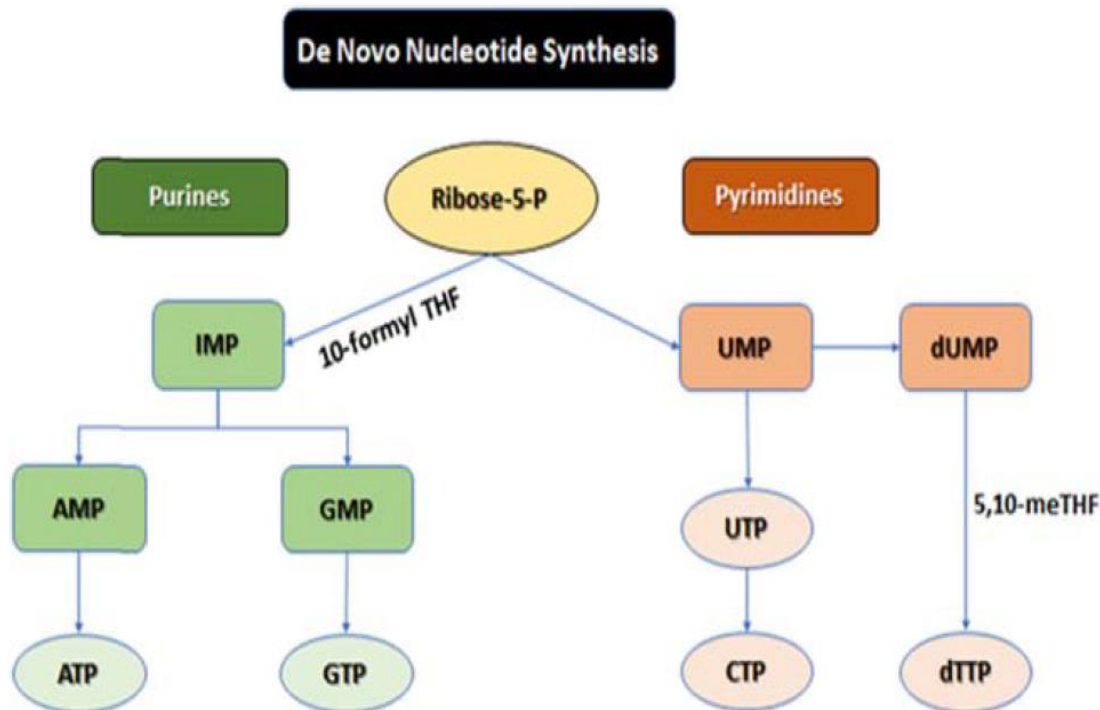 De Novo Nucleotide Synthesis
Purines
Ribose-5-P
Pyrimidines
10-formyl THF
IMP
UMP
dUMP
AMP
GMP
UTP
5,10-meTHF
ATP
GTP
CTP
dTTP